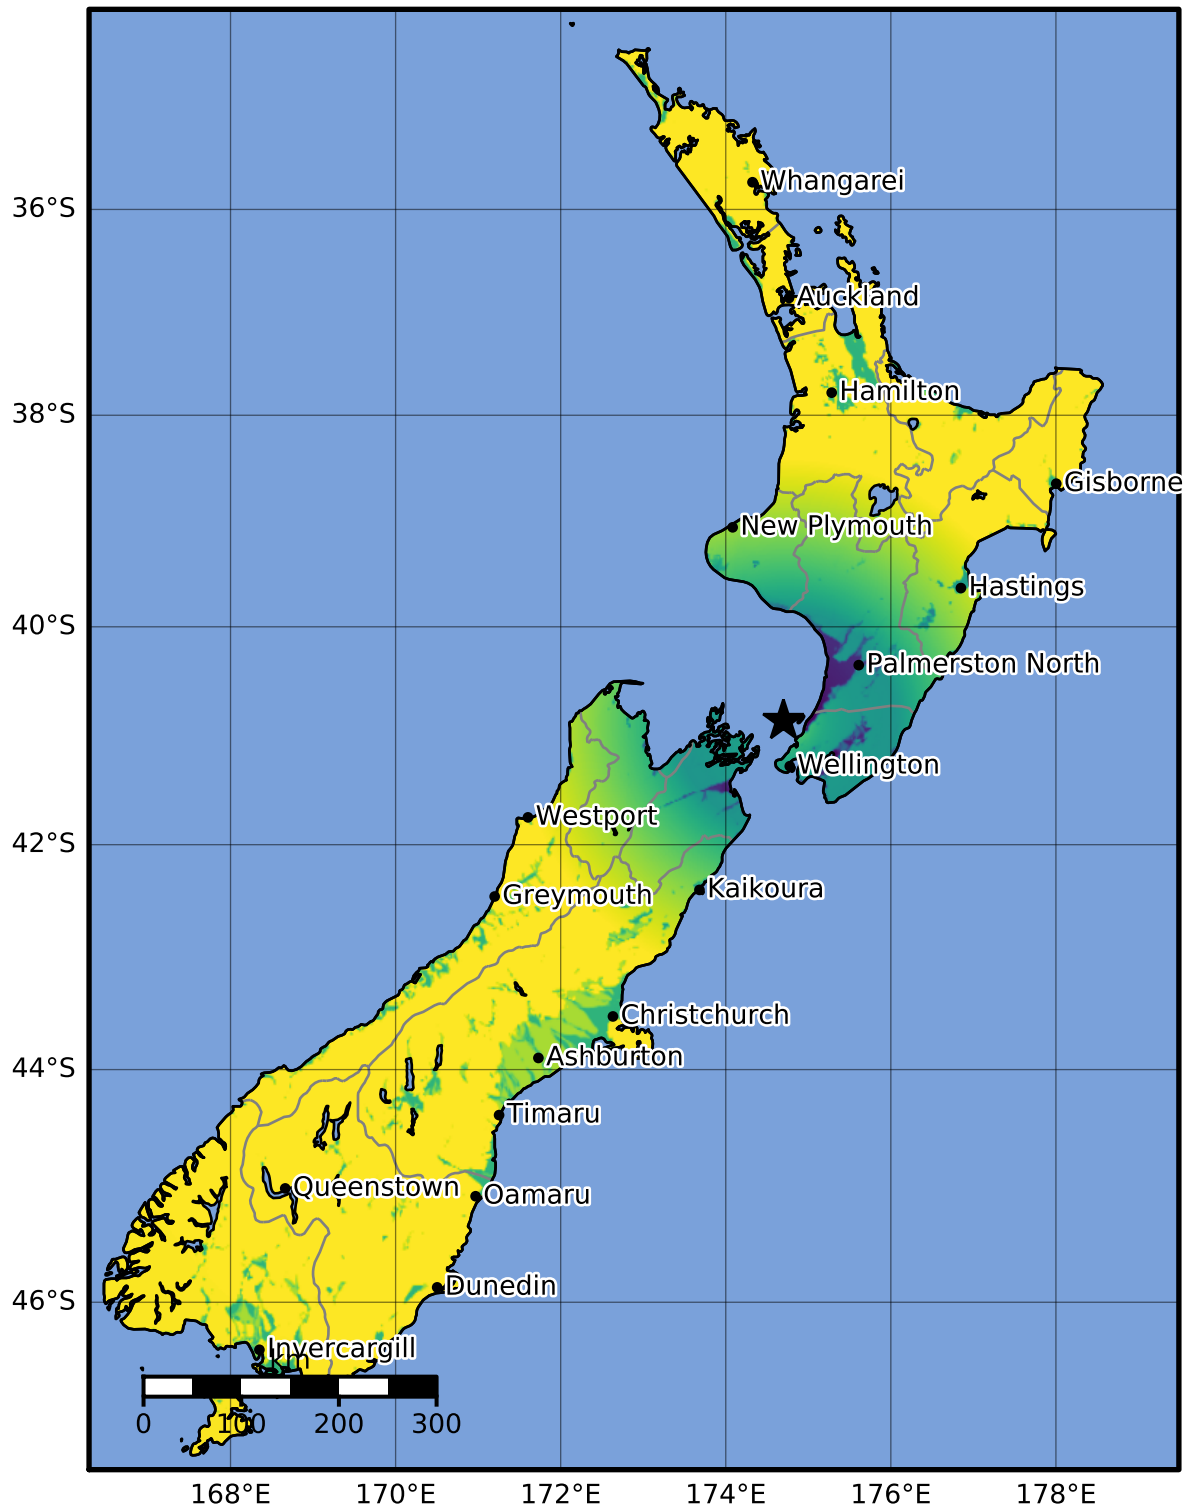 Whangarei
36°S
Auckland
Hamilton
38°S
Gisborne
New Plymouth
Hastings
40°S
Palmerston North
Wellington
Westport
42°S
Kaikoura
Greymouth
Christchurch
Ashburton
44°S
Timaru
Queenstown
Oamaru
Dunedin
46°S
Invercargill
km
0 100 200 300
168°E 170°E 172°E 174°E 176°E 178°E